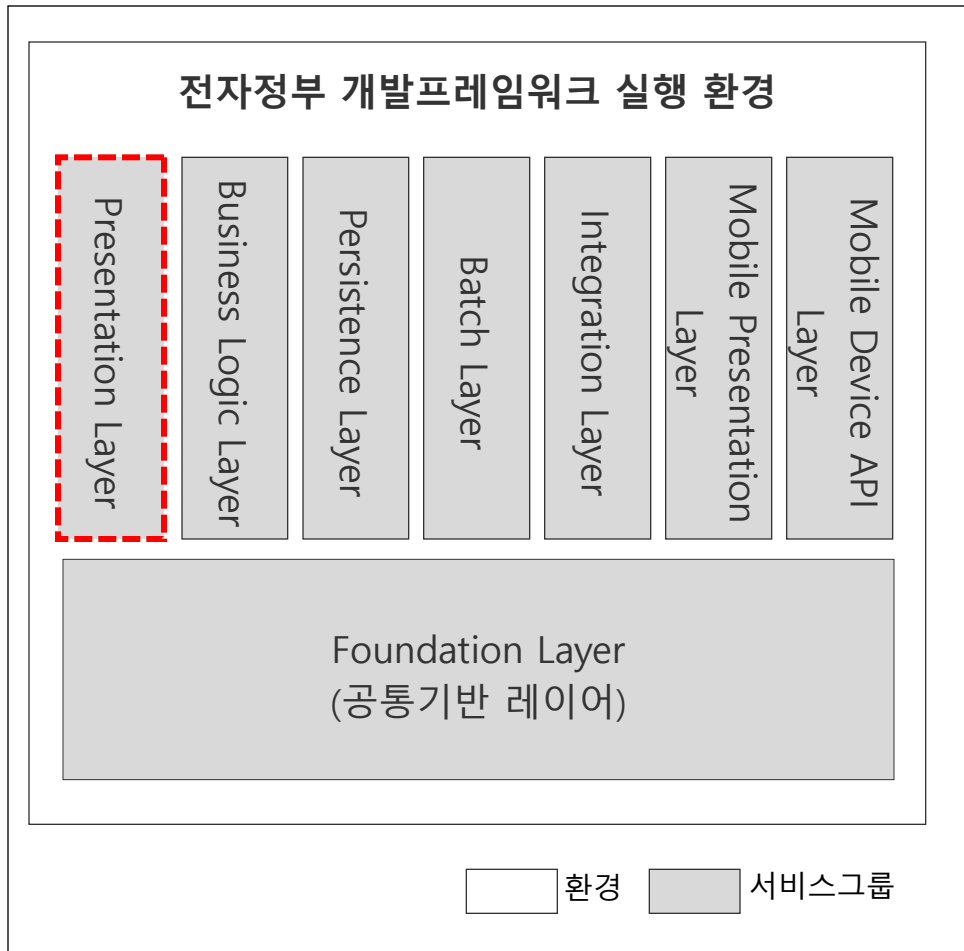 전자정부 개발프레임워크 실행 환경
Presentation Layer
Business Logic Layer
Persistence Layer
Batch Layer
Integration Layer
Mobile Presentation
Layer
Mobile Device API
Layer
Foundation Layer
(공통기반 레이어)
환경
서비스그룹